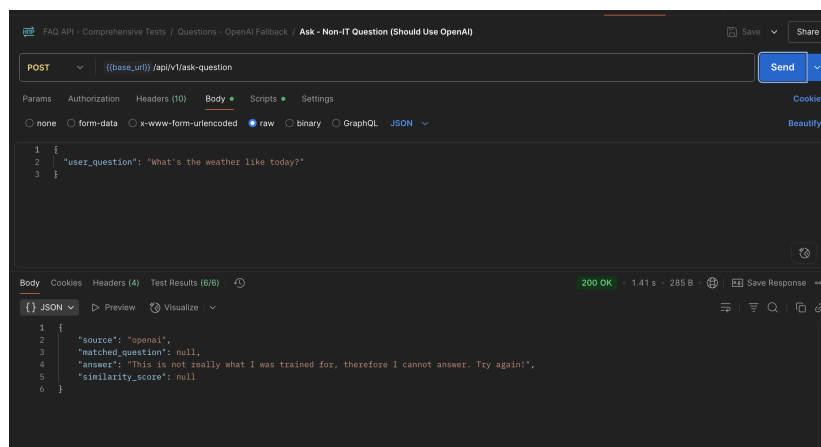 FAQ API - Comprehensive Tests / Questions - OpenAI Fallback / Ask - Non-IT Question (Should Use OpenAI) Save Share
POST {{base_url}} /api/v1/ask-question Send
Params Authorization Headers (10) Body Scripts Settings Cookie
none form-data x-www-form-urlencoded raw binary GraphQL JSON Beautify
1 {
2 "user_question": "What's the weather like today?"
3 }
Body Cookies Headers (4) Test Results (6/6) 200 OK 1.41 s 285 B Save Response
{} JSON Preview Visualize
1 {
2 "source": "openai",
3 "matched_question": null,
4 "answer": "This is not really what I was trained for, therefore I cannot answer. Try again!",
5 "similarity_score": null
6 }